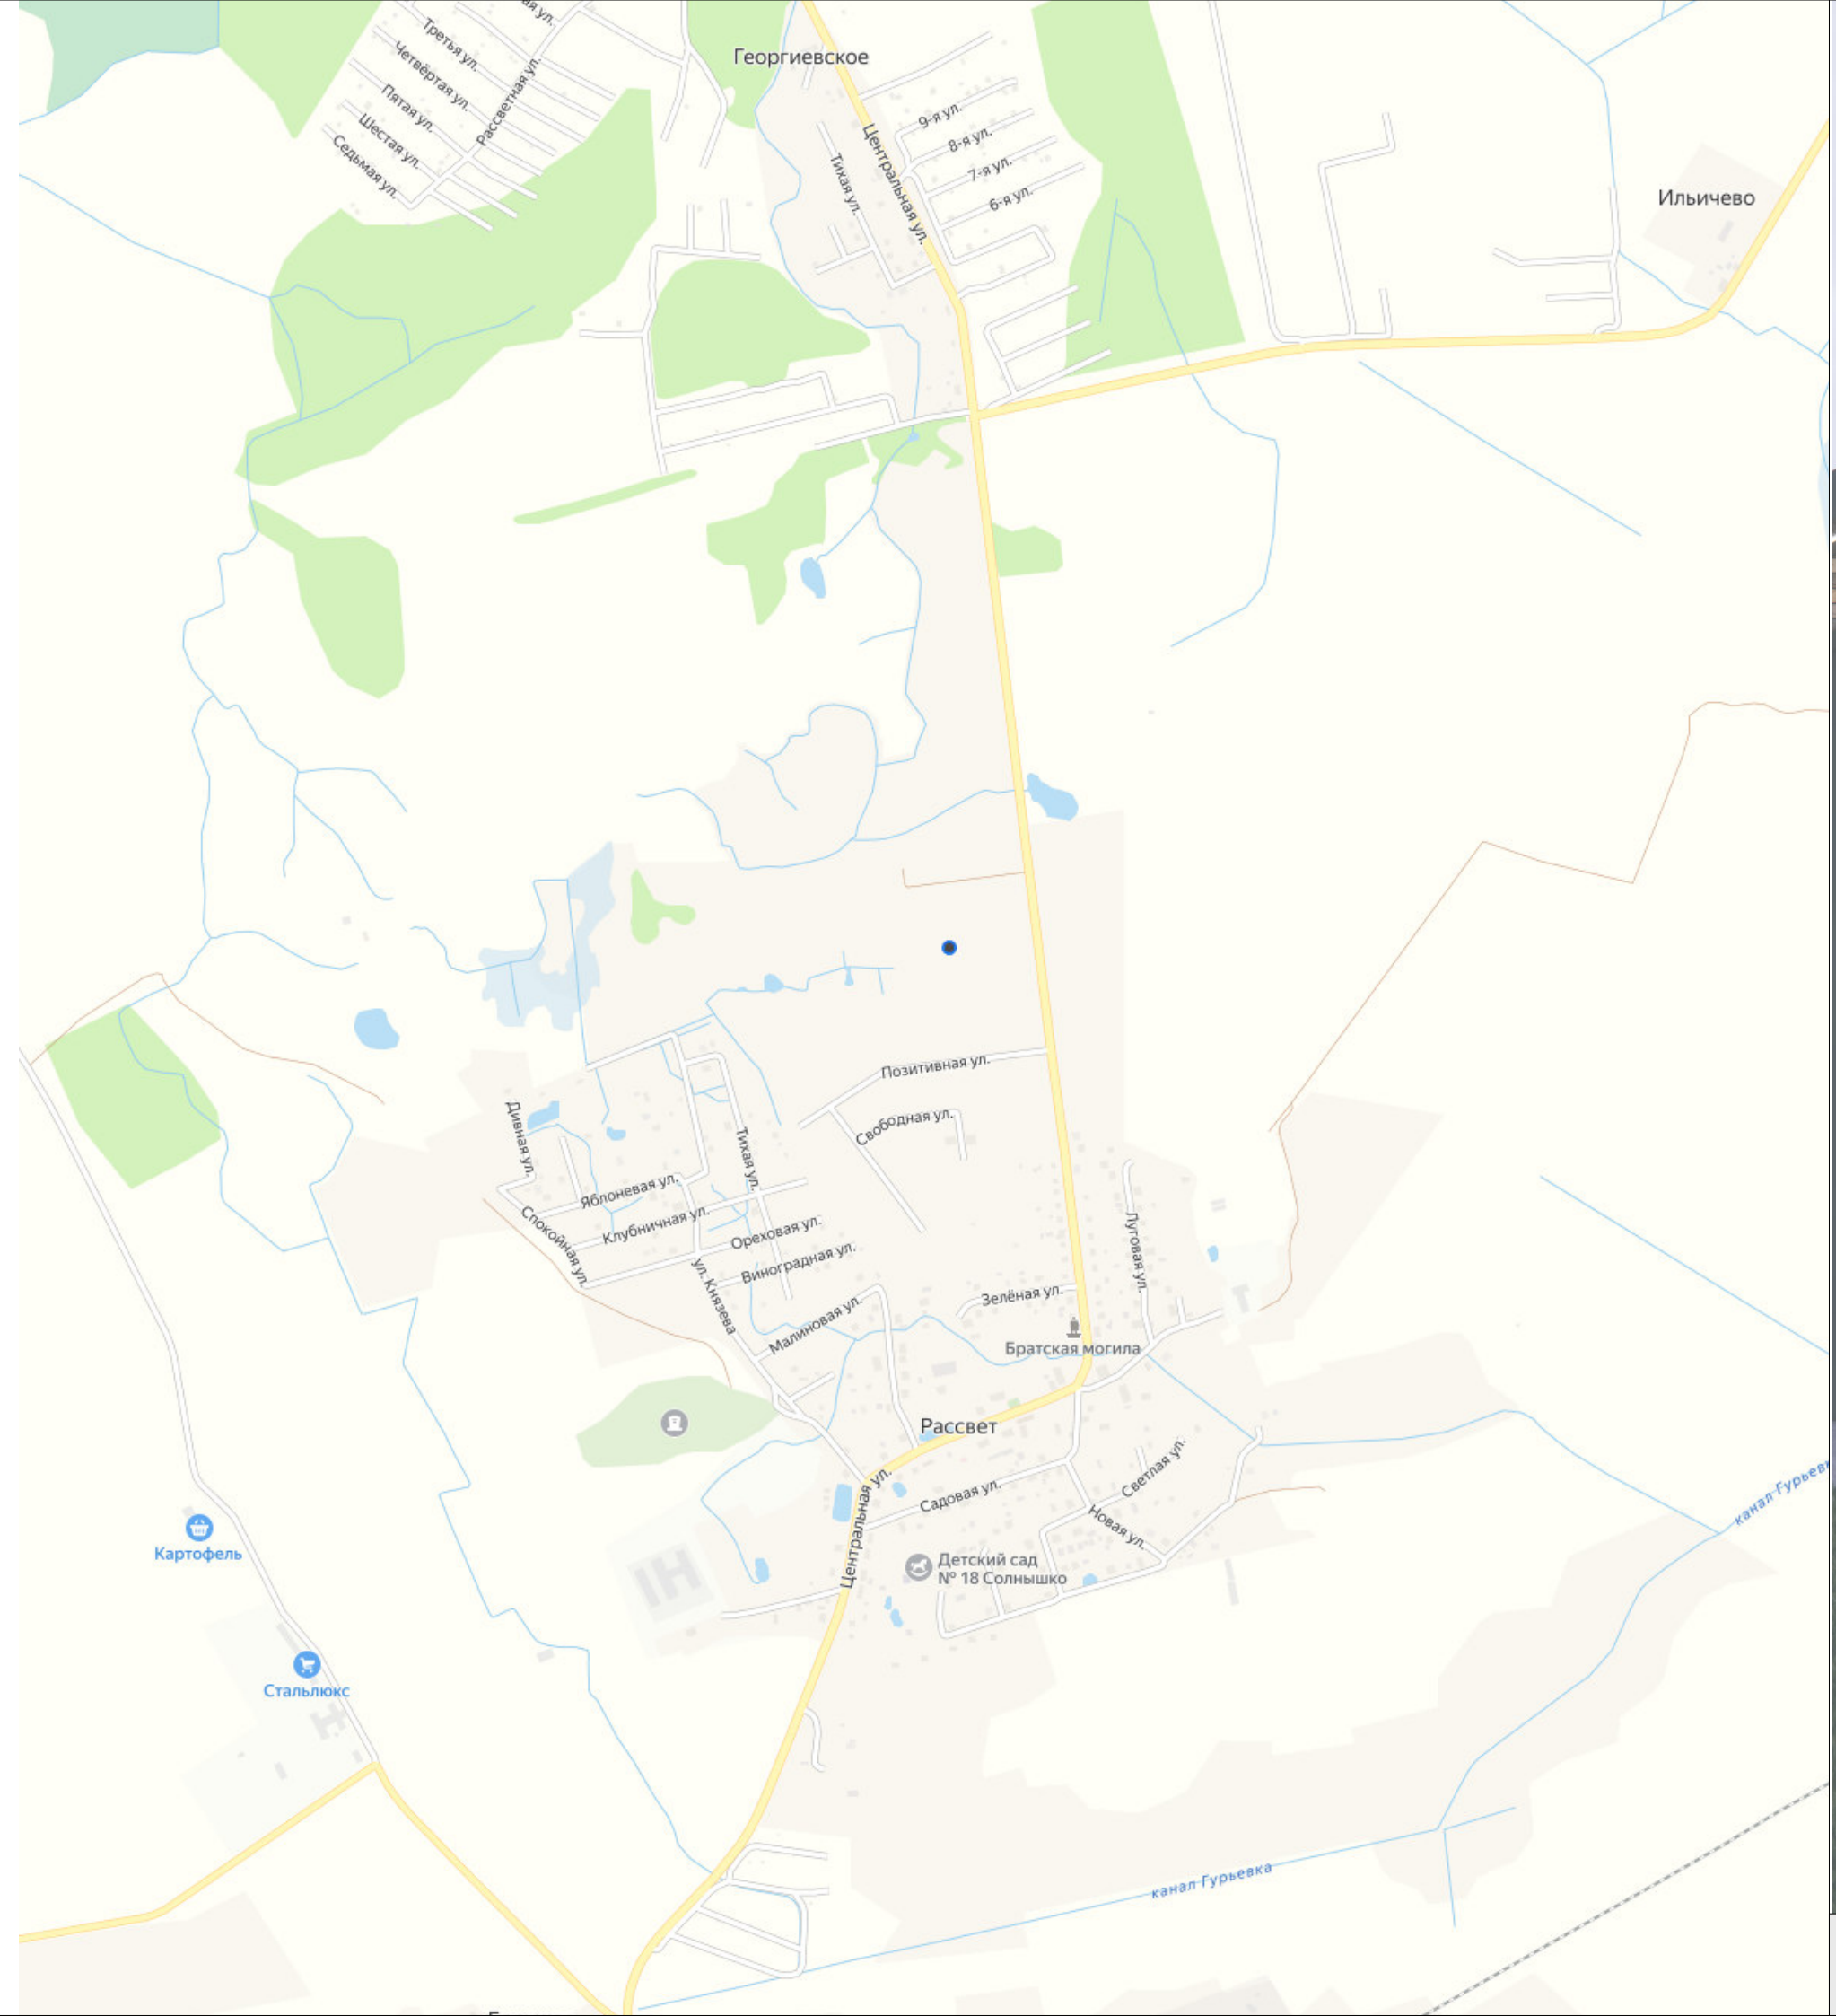 ая ул.
Третья ул.
Четвёртая ул.
Пятая ул.
Шестая ул.
Седьмая ул.
Рассветная ул.
Георгиевское
Центральная ул.
Тихая ул.
9-я ул.
8-я ул.
7-я ул.
6-я ул.
Ильичево
Позитивная ул.
Свободная ул.
Дивная ул.
Тихая ул.
Яблоневая ул.
Клубничная ул.
Спокойная ул.
Ореховая ул.
Виноградная ул.
ул. Князева
Малиновая ул.
Луговая ул.
Зелёная ул.
Братская могила
Рассвет
Центральная ул.
Садовая ул.
Светлая ул.
Новая ул.
канал Гурьевк
Картофель
Детский сад
№ 18 Солнышко
Стальлюкс
канал Гурьевка